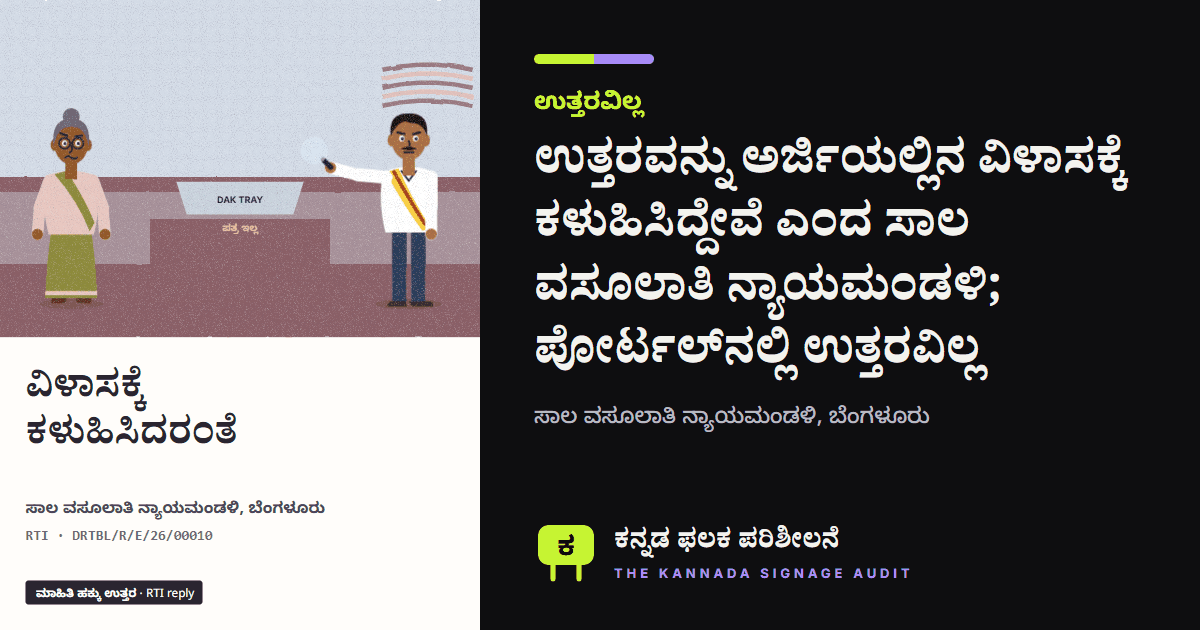 DAK TRAY
ಪತ್ರ ಇಲ್ಲ
ವಿಳಾಸಕ್ಕೆ
ಕಳುಹಿಸಿದರಂತೆ
ಸಾಲ ವಸೂಲಾತಿ ನ್ಯಾಯಮಂಡಳಿ, ಬೆಂಗಳೂರು
RTI · DRTBL/R/E/26/00010
ಮಾಹಿತಿ ಹಕ್ಕು ಉತ್ತರ · RTI reply
ಉತ್ತರವಿಲ್ಲ
ಉತ್ತರವನ್ನು ಅರ್ಜಿಯಲ್ಲಿನ ವಿಳಾಸಕ್ಕೆ
ಕಳುಹಿಸಿದ್ದೇವೆ ಎಂದ ಸಾಲ
ವಸೂಲಾತಿ ನ್ಯಾಯಮಂಡಳಿ;
ಪೋರ್ಟಲ್‌ನಲ್ಲಿ ಉತ್ತರವಿಲ್ಲ
ಸಾಲ ವಸೂಲಾತಿ ನ್ಯಾಯಮಂಡಳಿ, ಬೆಂಗಳೂರು
ಕ
ಕನ್ನಡ ಫಲಕ ಪರಿಶೀಲನೆ
THE KANNADA SIGNAGE AUDIT